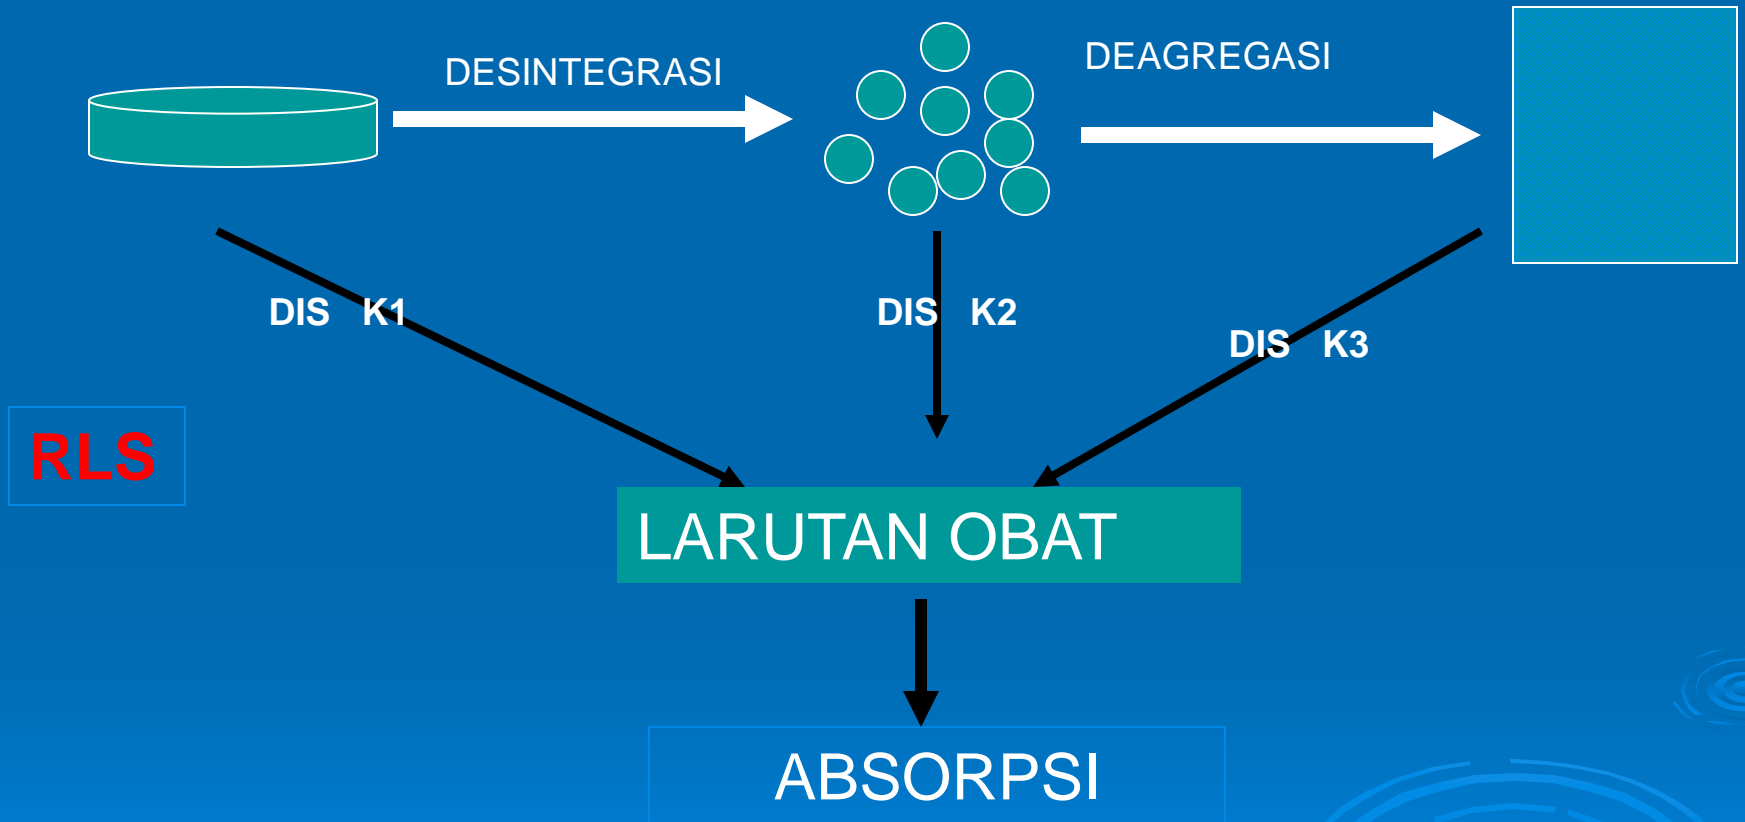 DESINTEGRASI
DEAGREGASI
DIS K1
DIS K2
DIS K3
RLS
LARUTAN OBAT
ABSORPSI